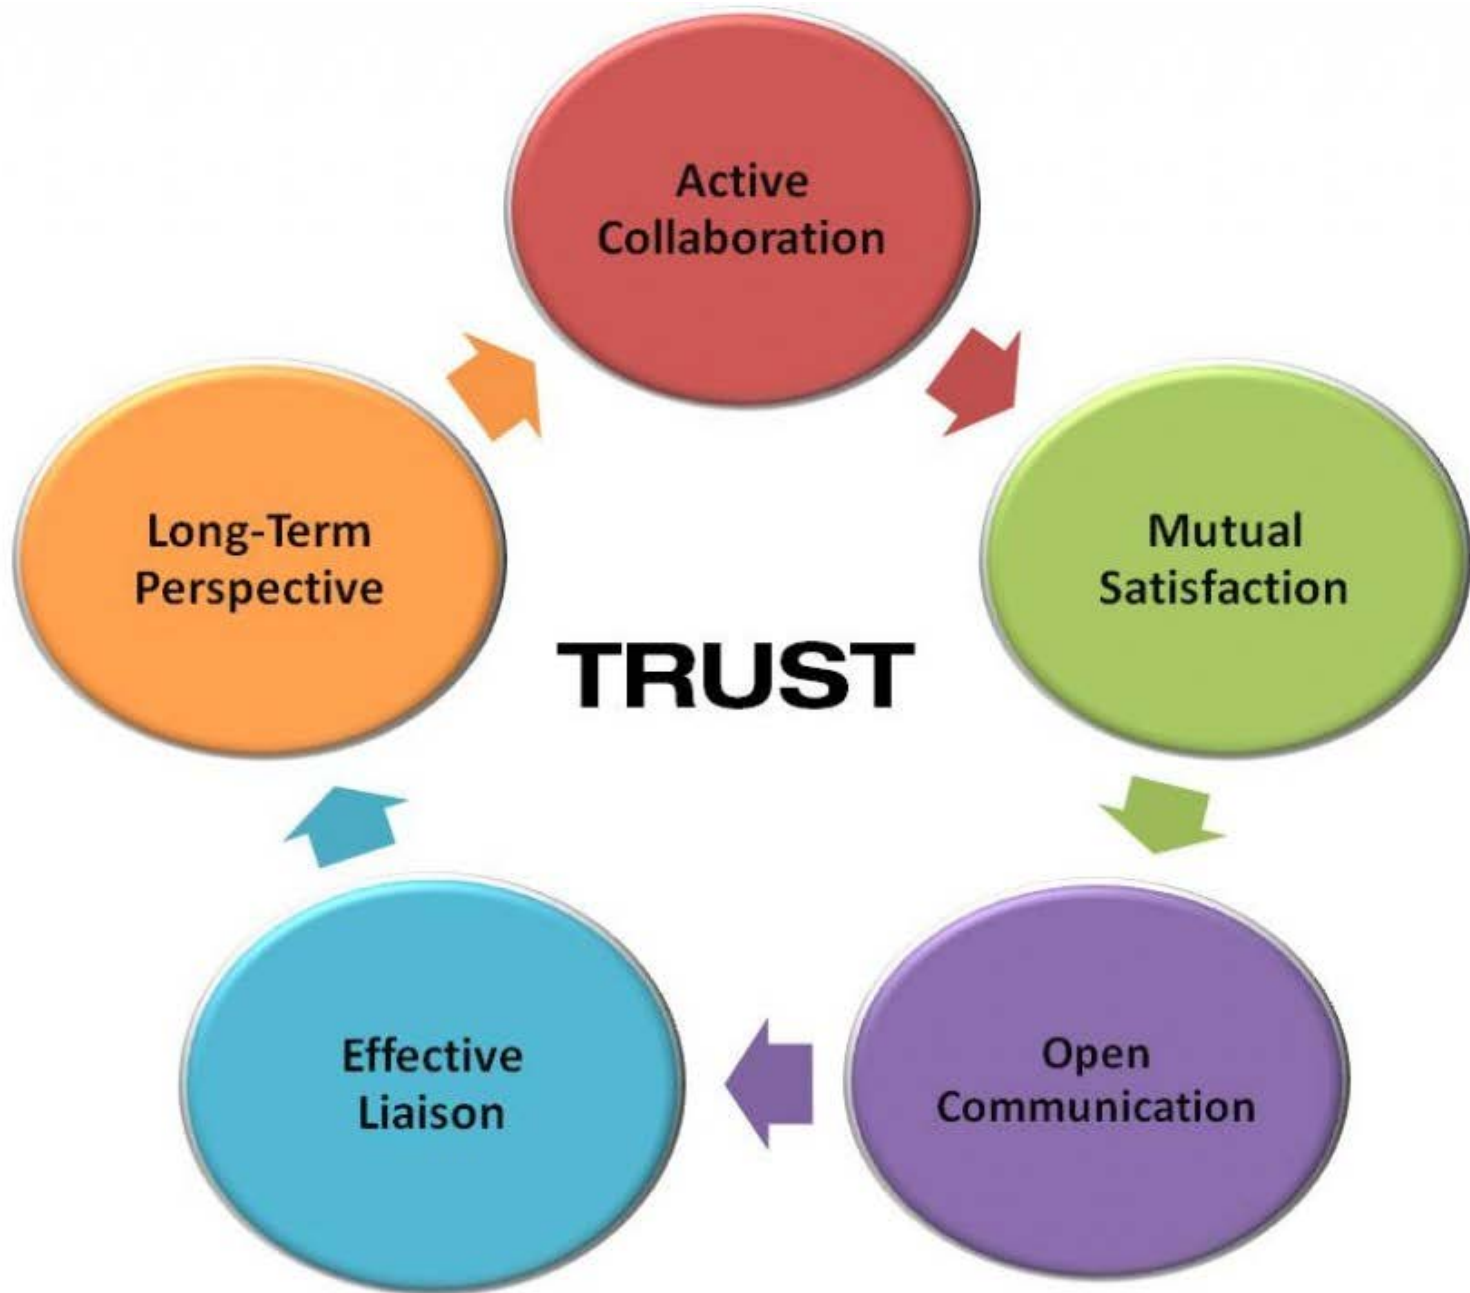 Active
Collaboration
Mutual
Satisfaction
Open
Communication
Effective
Liaison
Long-Term
Perspective
TRUST